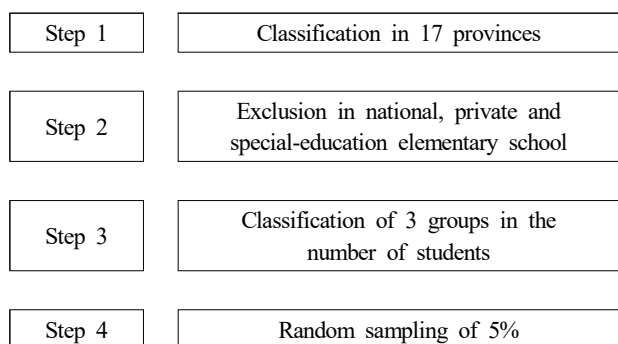 Step 1
Classification in 17 provinces
Step 2
Exclusion in national, private and
special-education elementary school
Step 3
Classification of 3 groups in the
number of students
Step 4
Random sampling of 5%